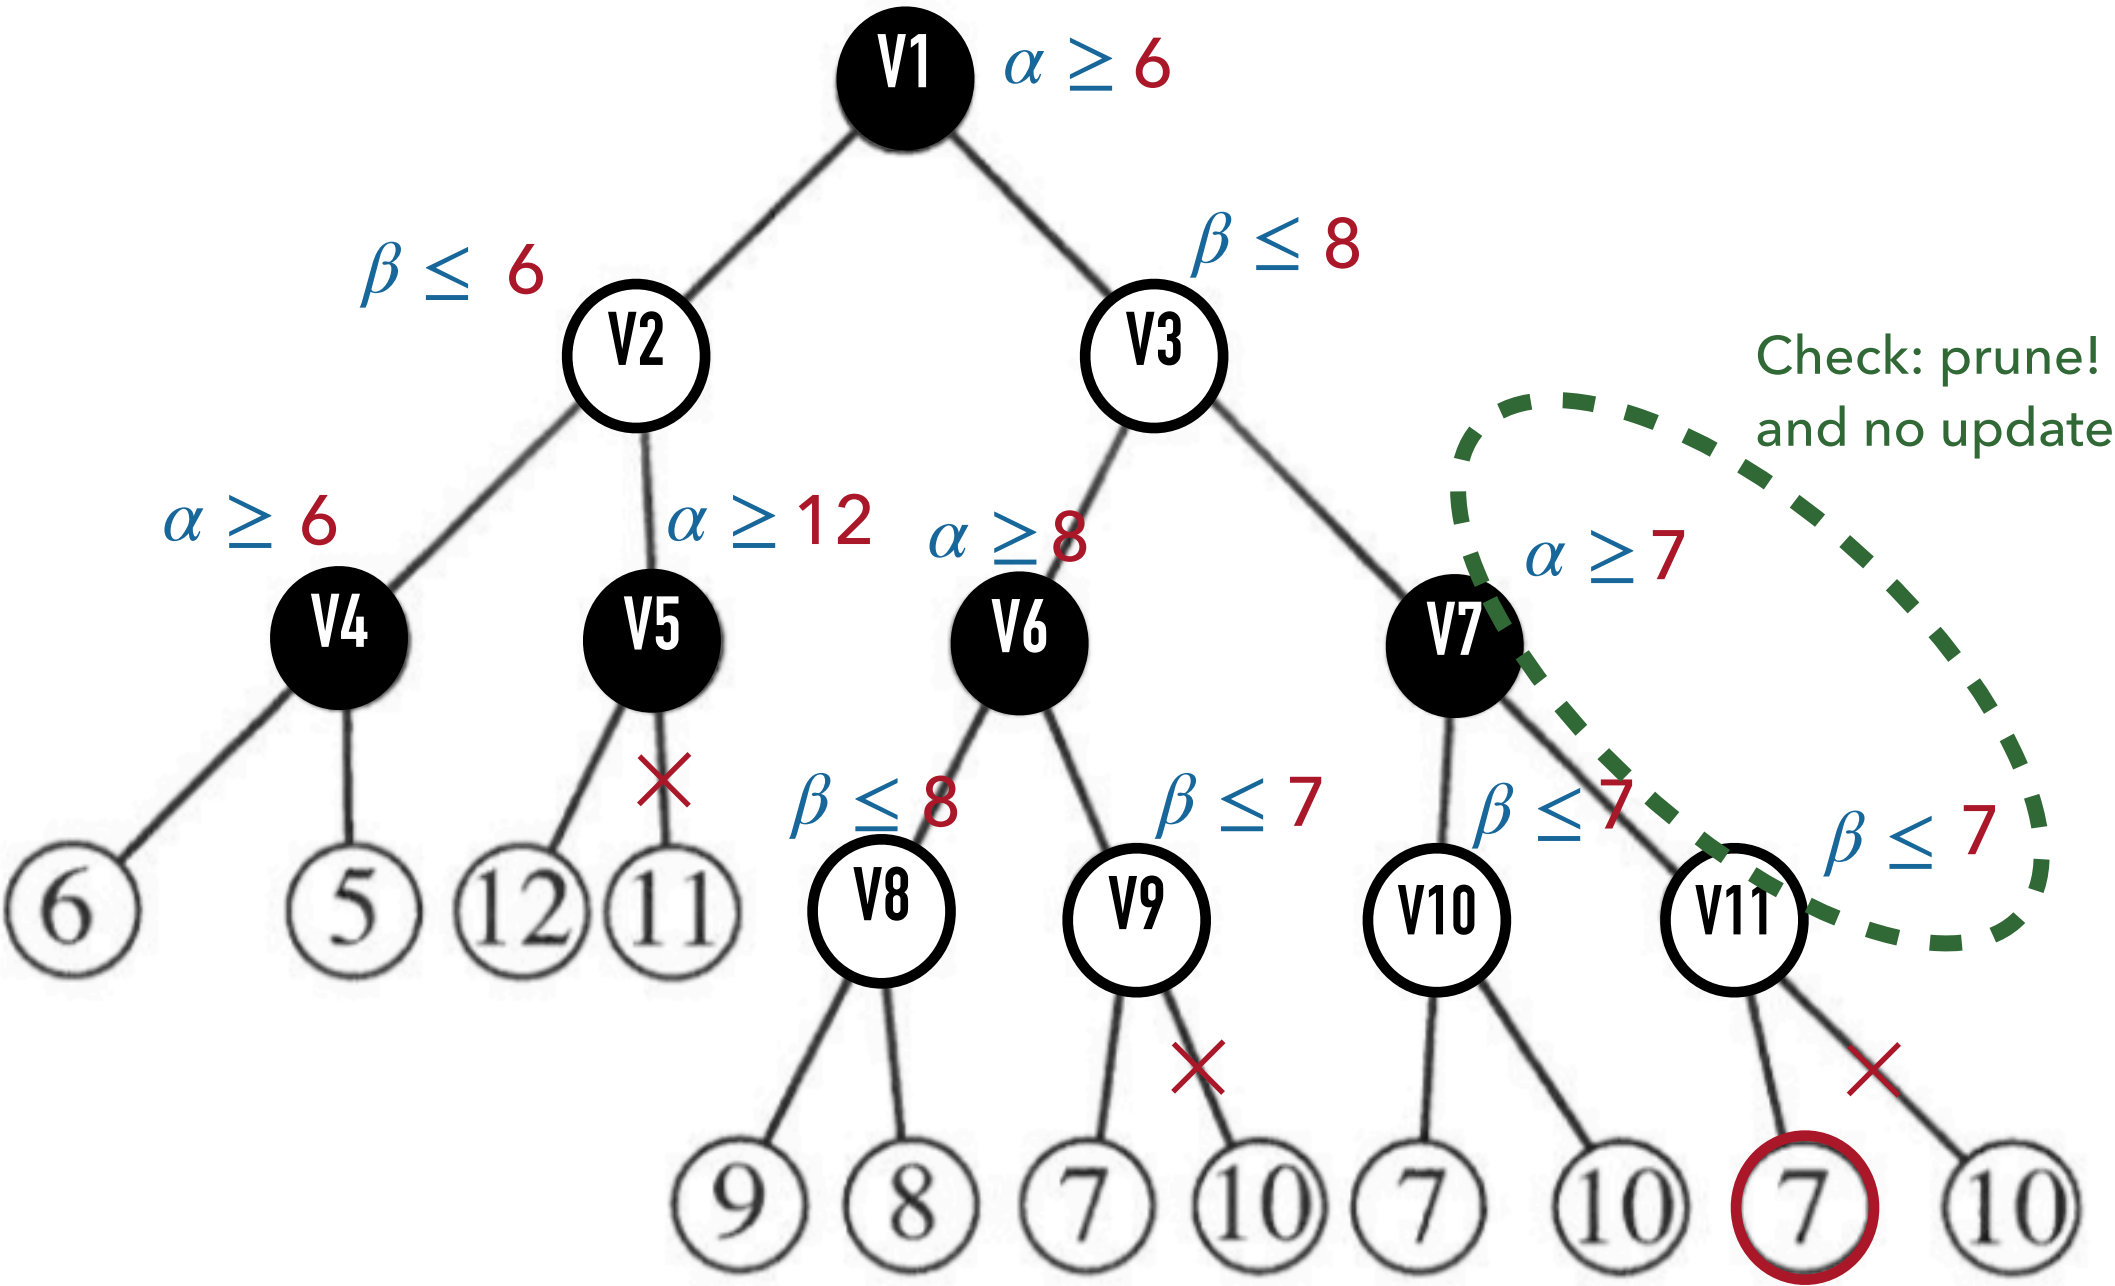 V1
α ≥ 6
β ≤ 6
β ≤ 8
V2
V3
Check: prune!
and no update
α ≥ 6
α ≥ 12
α ≥ 8
α ≥ 7
V4
V5
V6
V7
β ≤ 8
β ≤ 7
β ≤ 7
β ≤ 7
6
5
12
11
V8
V9
V10
V11
9
8
7
10
7
10
7
10